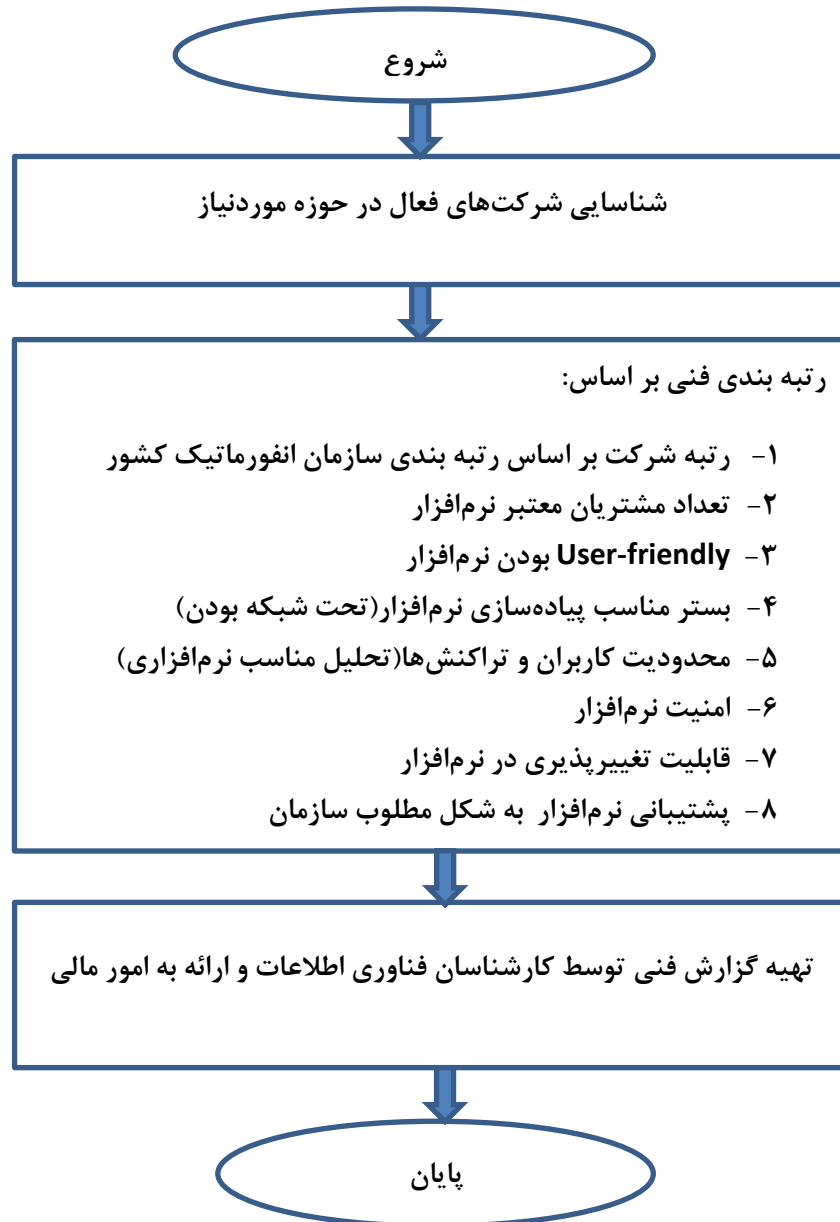 شروع
شناسایی شرکت‌های فعال در حوزه موردنیاز
رتبه بندی فنی بر اساس:
۱- رتبه شرکت بر اساس رتبه بندی سازمان انفورماتیک کشور
۲- تعداد مشتریان معتبر نرم‌افزار
۳- User-friendly بودن نرم‌افزار
۴- بستر مناسب پیاده‌سازی نرم‌افزار(تحت شبکه بودن)
۵- محدودیت کاربران و تراکنش‌ها(تحلیل مناسب نرم‌افزاری)
۶- امنیت نرم‌افزار
۷- قابلیت تغییرپذیری در نرم‌افزار
۸- پشتیبانی نرم‌افزار به شکل مطلوب سازمان
تهیه گزارش فنی توسط کارشناسان فناوری اطلاعات و ارائه به امور مالی
پایان